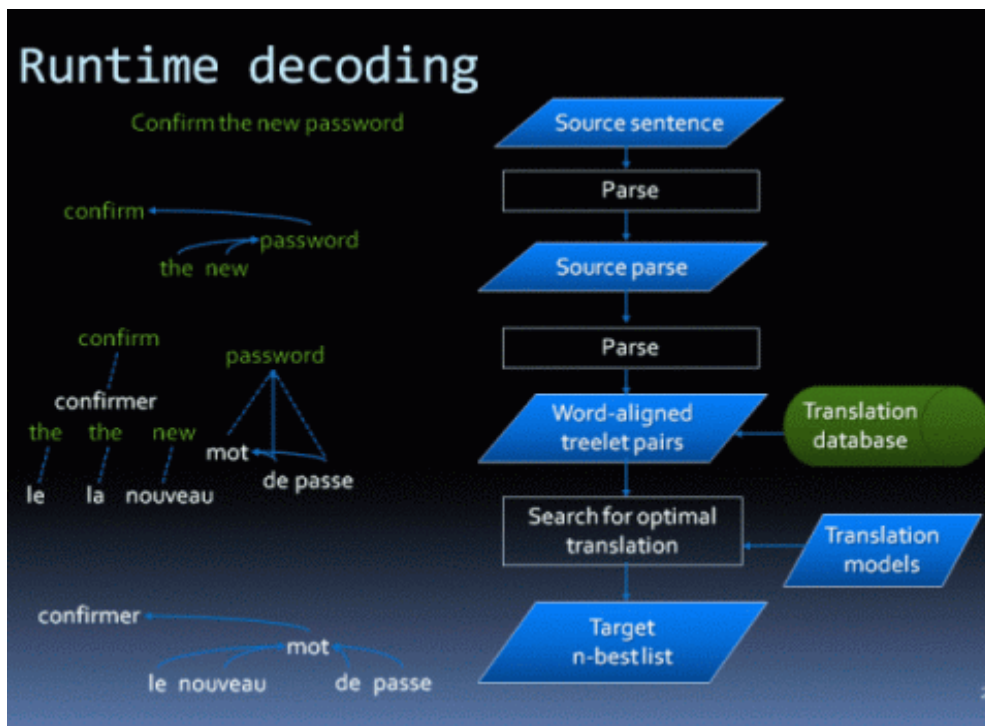 Runtime decoding
Confirm the new password
confirm
password
the new
confirm
password
confirmer
the the new
mot
de passe
le la nouveau
confirmer
mot
le nouveau de passe
Source sentence
Parse
Source parse
Parse
Word-aligned
treelet pairs
Translation
database
Search for optimal
translation
Translation
models
Target
n-best list